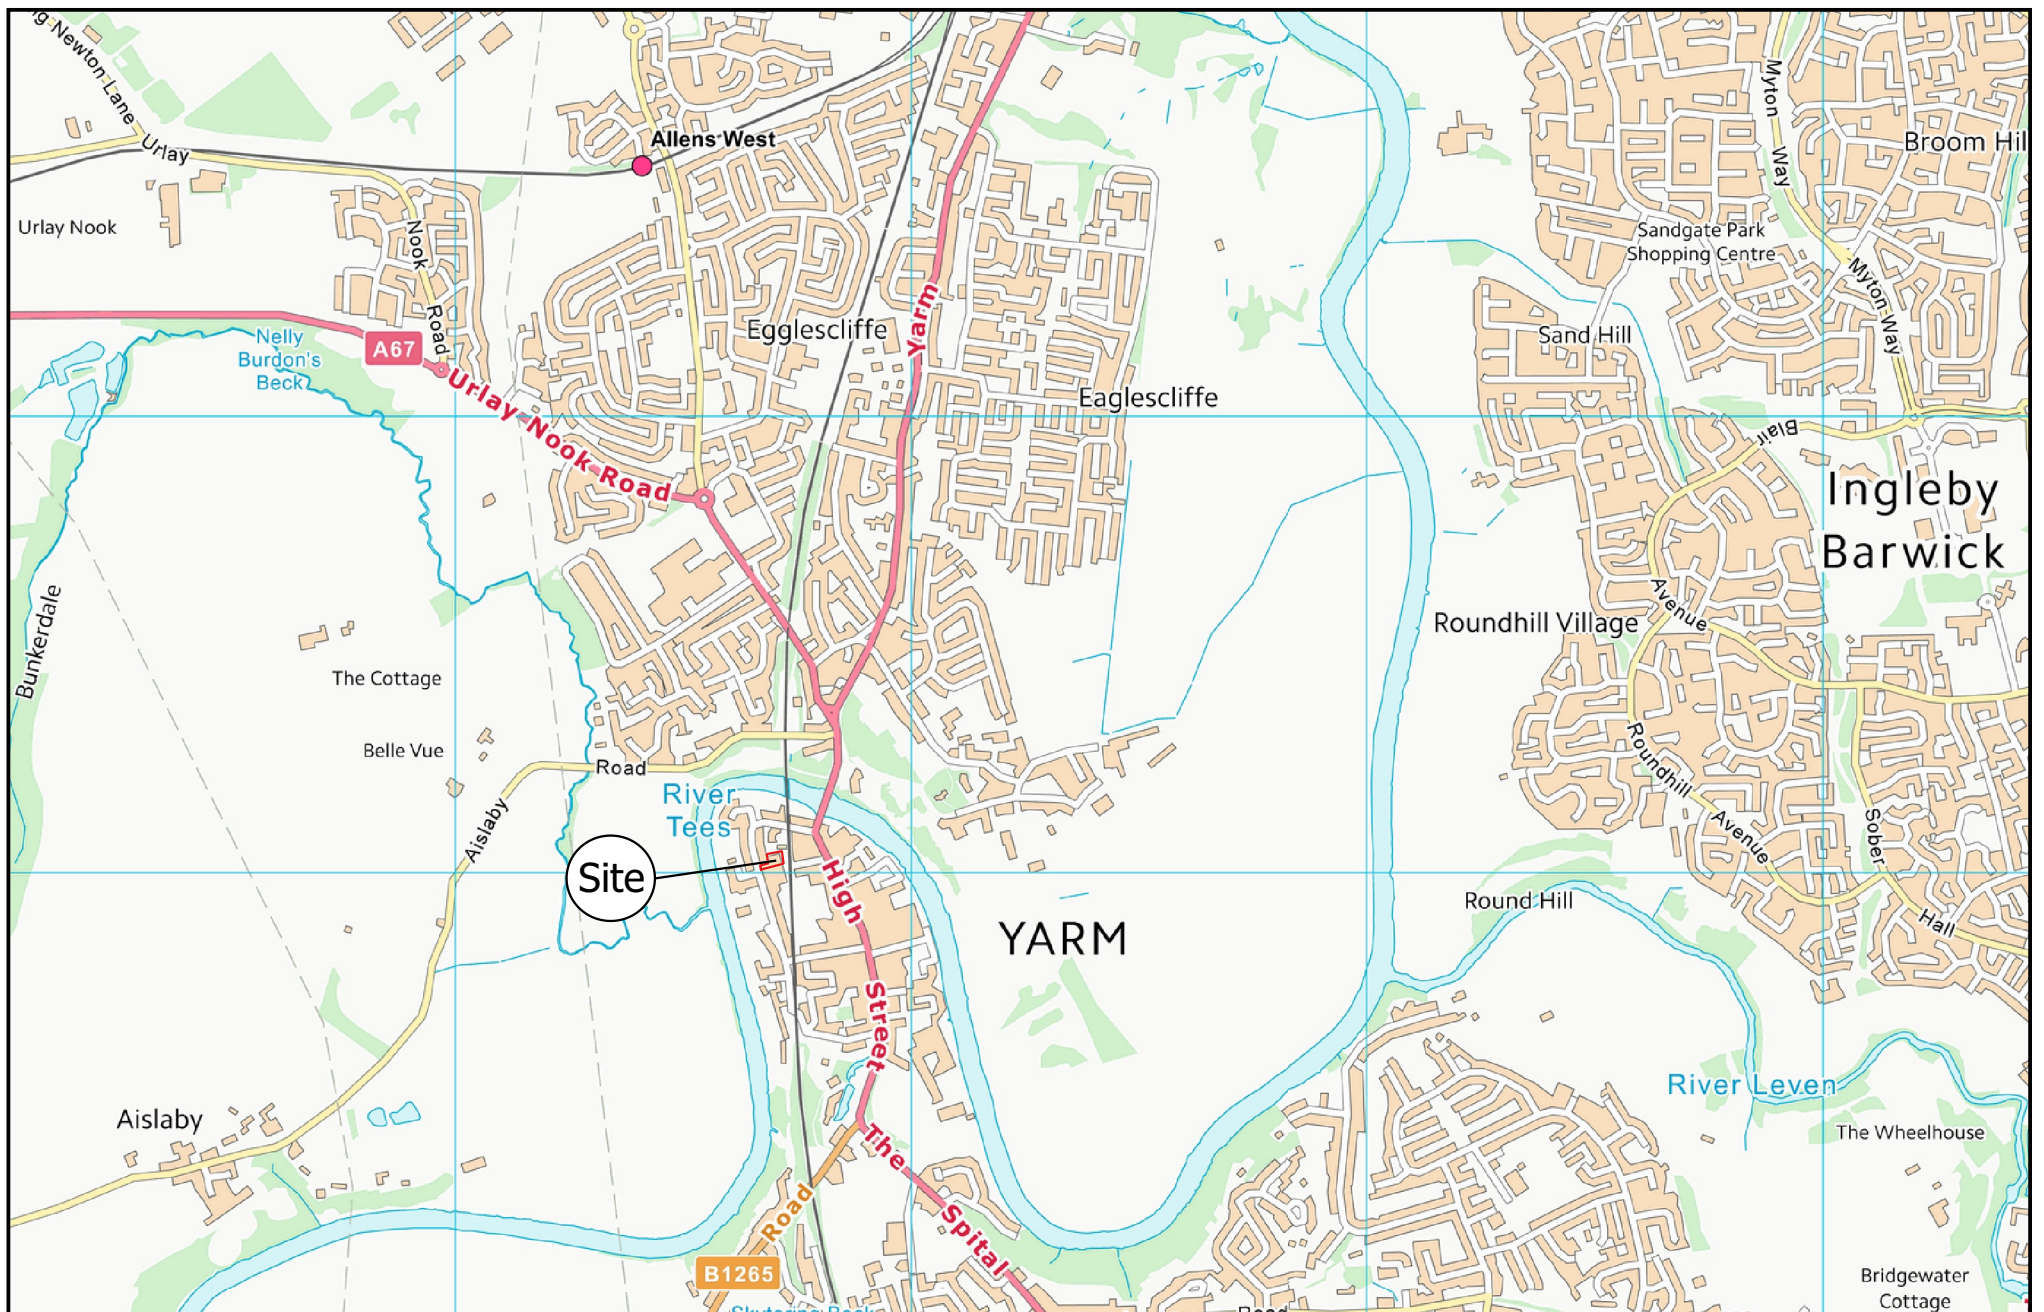 g-Newton-Lane
Urlay
Allens West
Myton
Way
Broom Hil
Urlay Nook
Nook
Road
Sandgate Park
Shopping Centre
Myton-Way
Nelly
Burdon's
Beck
A67
Egglescliffe
Yarm
Sand Hill
Urlay-Nook-Road
Eaglescliffe
Blair
Ingleby
Barwick
Avenue
Bunkerdale
Roundhill Village
The Cottage
Belle Vue
Road
Roundhill
Avenue
Sober
River
Tees
Aislaby
Site
High
Street
YARM
Round Hill
Hall
River Leven
Aislaby
The Wheelhouse
The
Spital
Road
B1265
Bridgewater
Cottage
Road